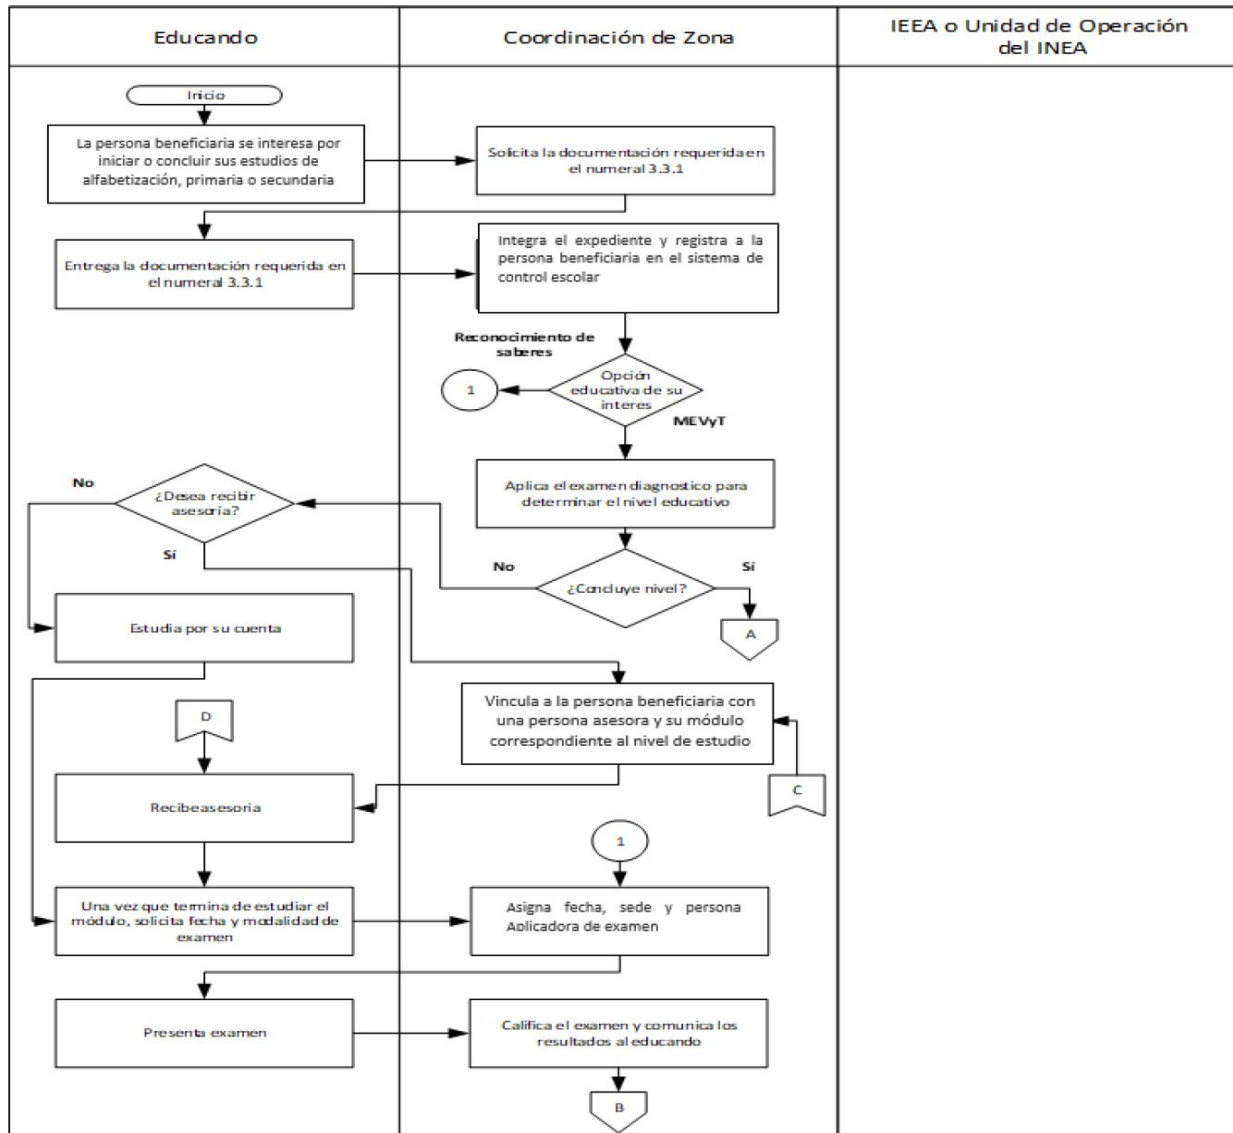 Educando
Coordinación de Zona
IEEA o Unidad de Operación
del INEA
Inicio
La persona beneficiaria se interesa por
iniciar o concluir sus estudios de
alfabetización, primaria o secundaria
Solicita la documentación requerida en
el numeral 3.3.1
Entrega la documentación requerida en
el numeral 3.3.1
Integra el expediente y registra a la
persona beneficiaria en el sistema de
control escolar
Reconocimiento de
saberes
1
Opción
educativa de su
interes
MEVyT
Aplica el examen diagnostico para
determinar el nivel educativo
No
¿Desea recibir
asesoría?
Sí
No
¿Concluye nivel?
Sí
A
Estudia por su cuenta
Vincula a la persona beneficiaria con
una persona asesora y su módulo
correspondiente al nivel de estudio
D
C
Recibe asesoria
1
Una vez que termina de estudiar el
módulo, solicita fecha y modalidad de
examen
Asigna fecha, sede y persona
Aplicadora de examen
Presenta examen
Califica el examen y comunica los
resultados al educando
B